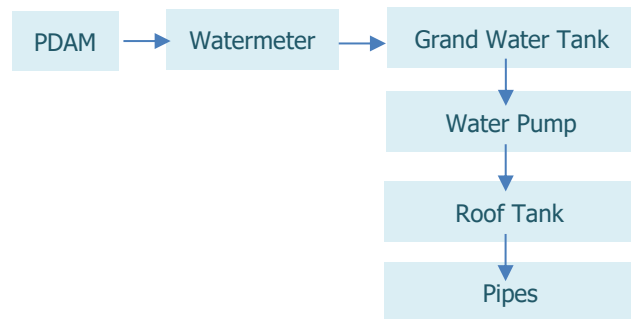 PDAM
Watermeter
Grand Water Tank
Water Pump
Roof Tank
Pipes